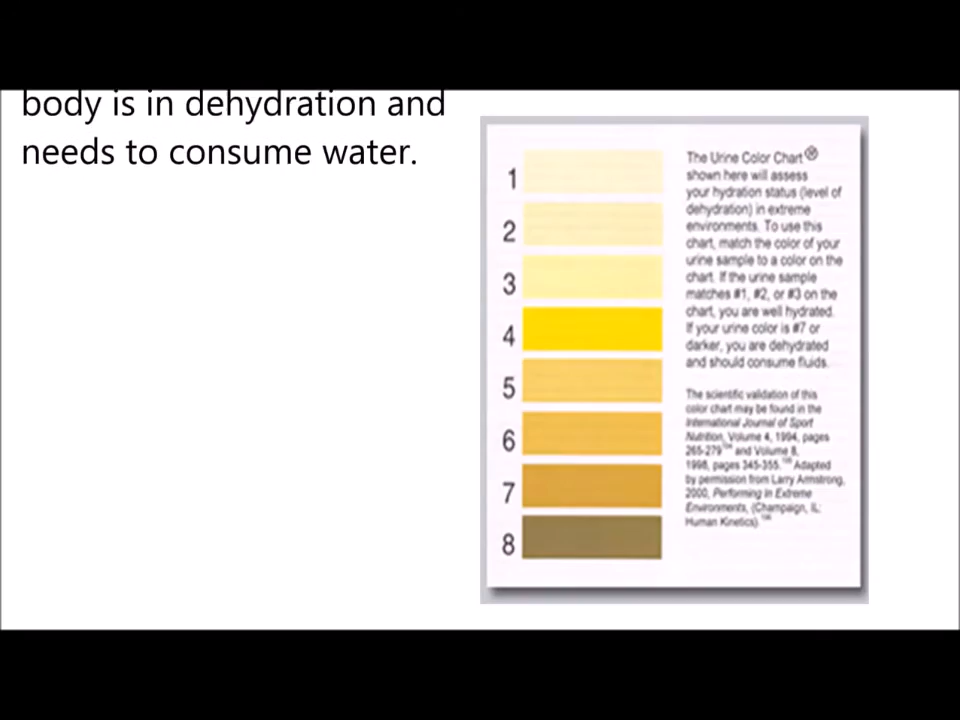 body is in dehydration and
needs to consume water.
1
2
3
4
5
6
7
8
The Urine Color Chart®
shown here will assess
your hydration status (level of
dehydration) in extreme
environments. To use this
chart, match the color of your
urine sample to a color on the
chart. If the urine sample
matches #1, #2, or #3 on the
chart, you are well hydrated.
If your urine color is #7 or
darker, you are dehydrated
and should consume fluids.
The scientific validation of this
color chart may be found in the
International Journal of Sport
Nutrition, Volume 4, 1994, pages
265-279 and Volume 8,
1998, pages 345-355. Adapted
by permission from Larry Armstrong,
2000, Performing in Extreme
Environments, (Champaign, IL:
Human Kinetics).